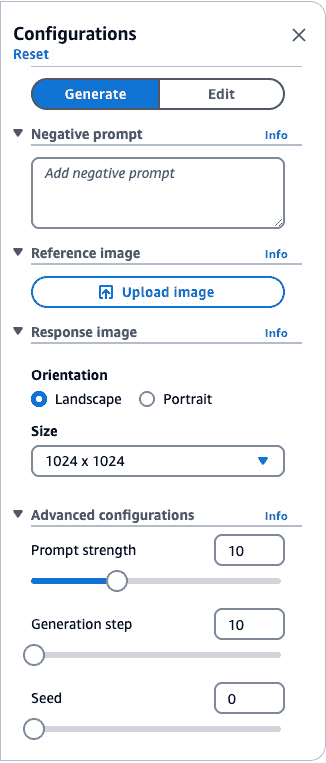 Configurations
Reset
Generate Edit
Negative prompt Info
Add negative prompt
Reference image Info
Upload image
Response image Info
Orientation
Landscape Portrait
Size
1024 x 1024
Advanced configurations Info
Prompt strength 10
Generation step 10
Seed 0